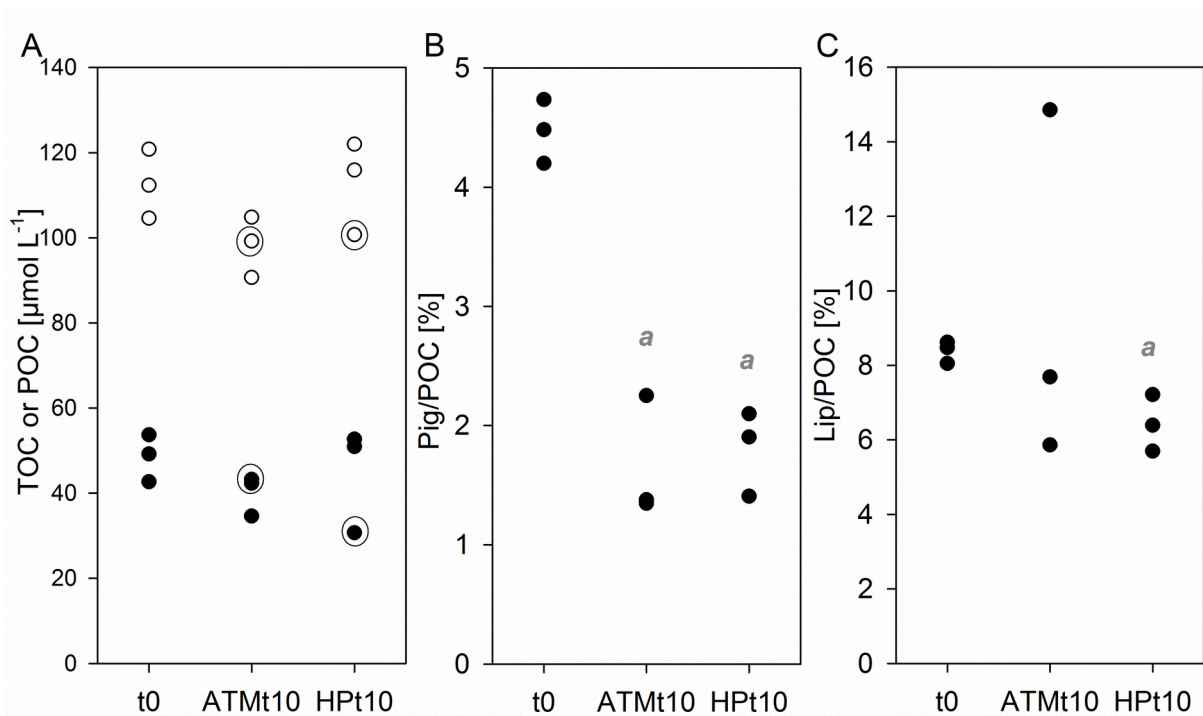 A
TOC or POC [µmol L⁻¹]
140
120
100
80
60
40
20
0
t0 ATMt10 HPt10
B
Pig/POC [%]
5
4
3
2
1
0
a
a
t0 ATMt10 HPt10
C
Lip/POC [%]
16
14
12
10
8
6
4
2
0
a
t0 ATMt10 HPt10